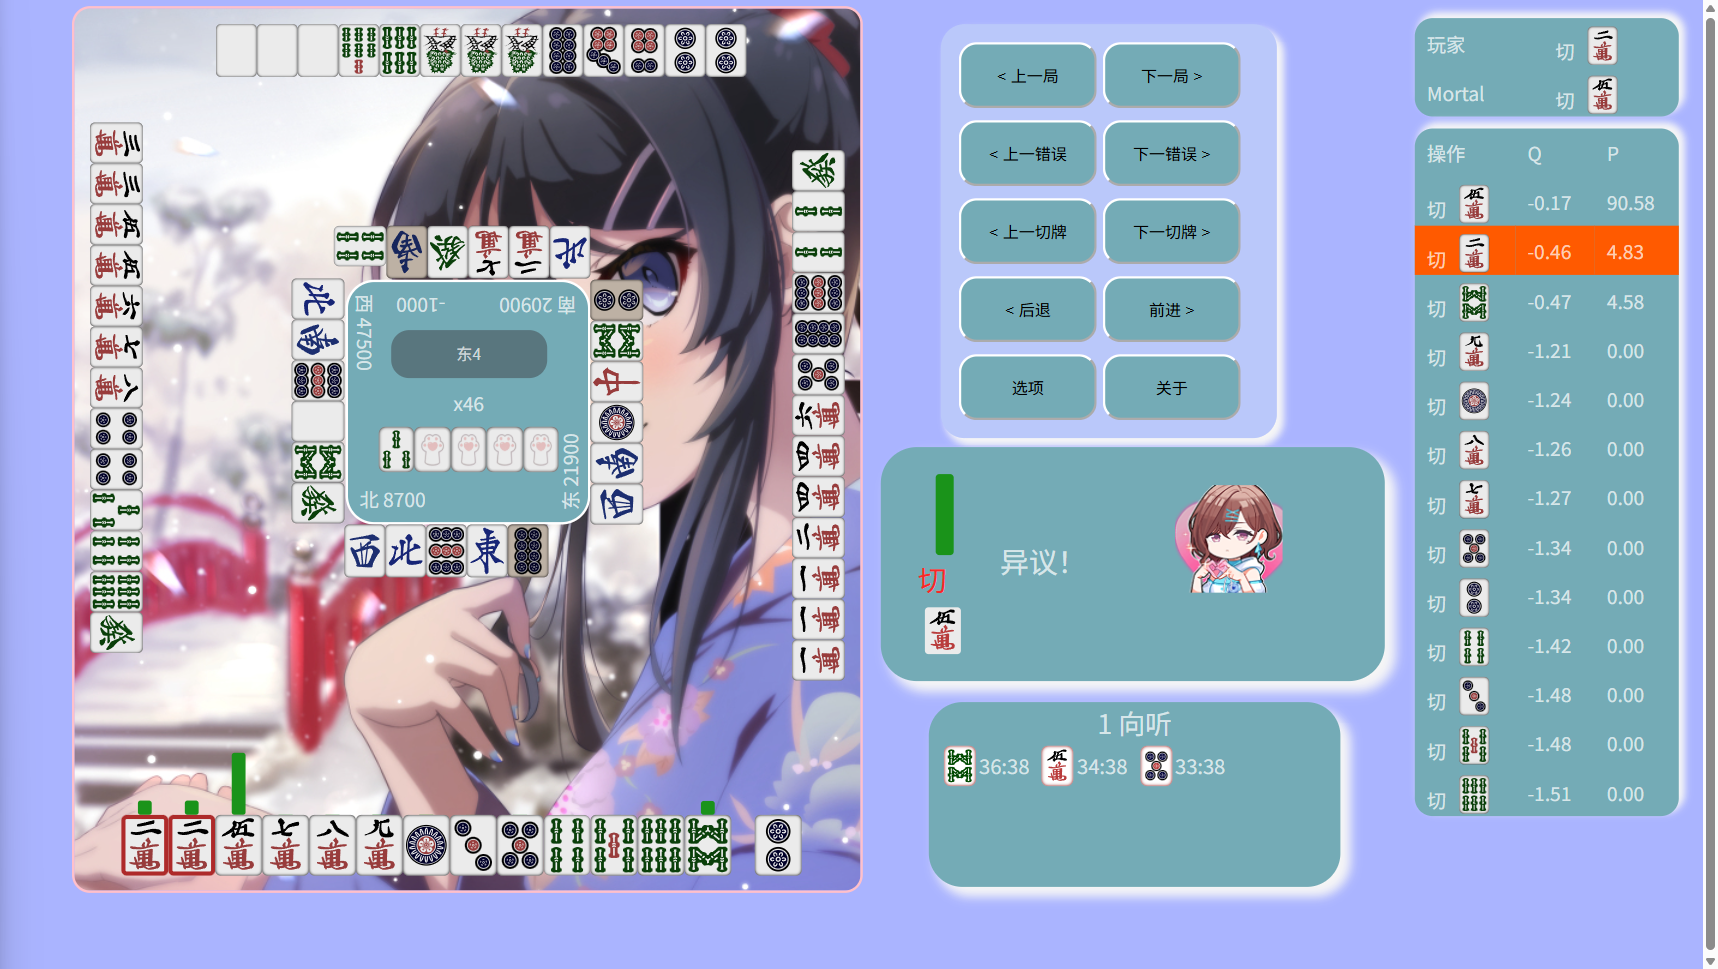 西 47500
-1000
南 20900
东4
x46
东 21900
北 8700
< 上一局
下一局 >
< 上一错误
下一错误 >
< 上一切牌
下一切牌 >
< 后退
前进 >
选项
关于
切
异议!
1 向听
36:38
34:38
33:38
玩家 切
Mortal 切
操作 Q P
切 -0.17 90.58
切 -0.46 4.83
切 -0.47 4.58
切 -1.21 0.00
切 -1.24 0.00
切 -1.26 0.00
切 -1.27 0.00
切 -1.34 0.00
切 -1.34 0.00
切 -1.42 0.00
切 -1.48 0.00
切 -1.48 0.00
切 -1.51 0.00